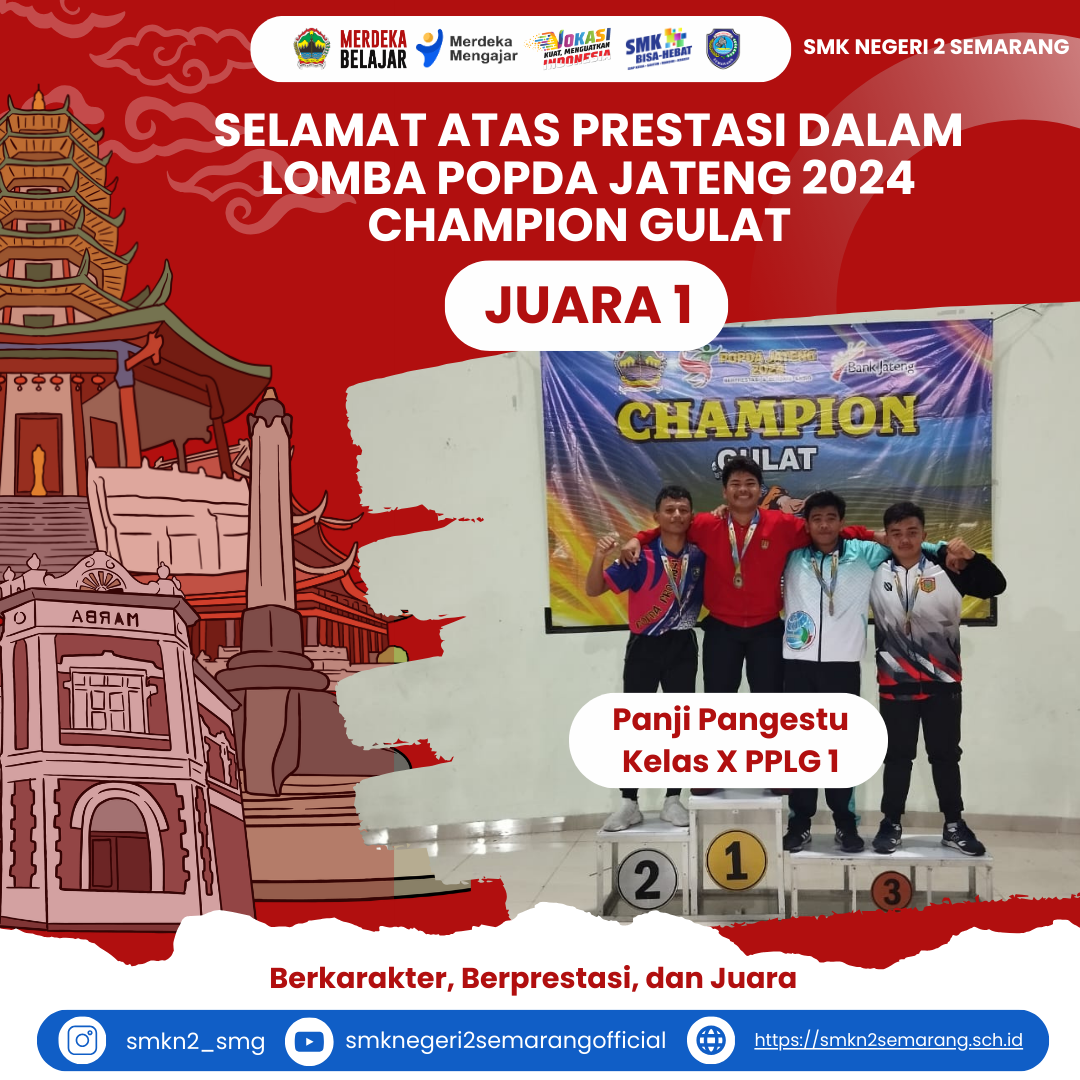 MERDEKA
BELAJAR
Merdeka
Mengajar
VOKASI
KUAT, MENGUATKAN
INDONESIA
SMK
BISA-HEBAT
SMK NEGERI 2 SEMARANG
SELAMAT ATAS PRESTASI DALAM
LOMBA POPDA JATENG 2024
CHAMPION GULAT
JUARA 1
POPDA JATENG
2024
Bank Jateng
CHAMPION
GULAT
MARBA
Panji Pangestu
Kelas X PPLG 1
2
1
3
Berkarakter, Berprestasi, dan Juara
smkn2_smg
smknegeri2semarangofficial
https://smkn2semarang.sch.id